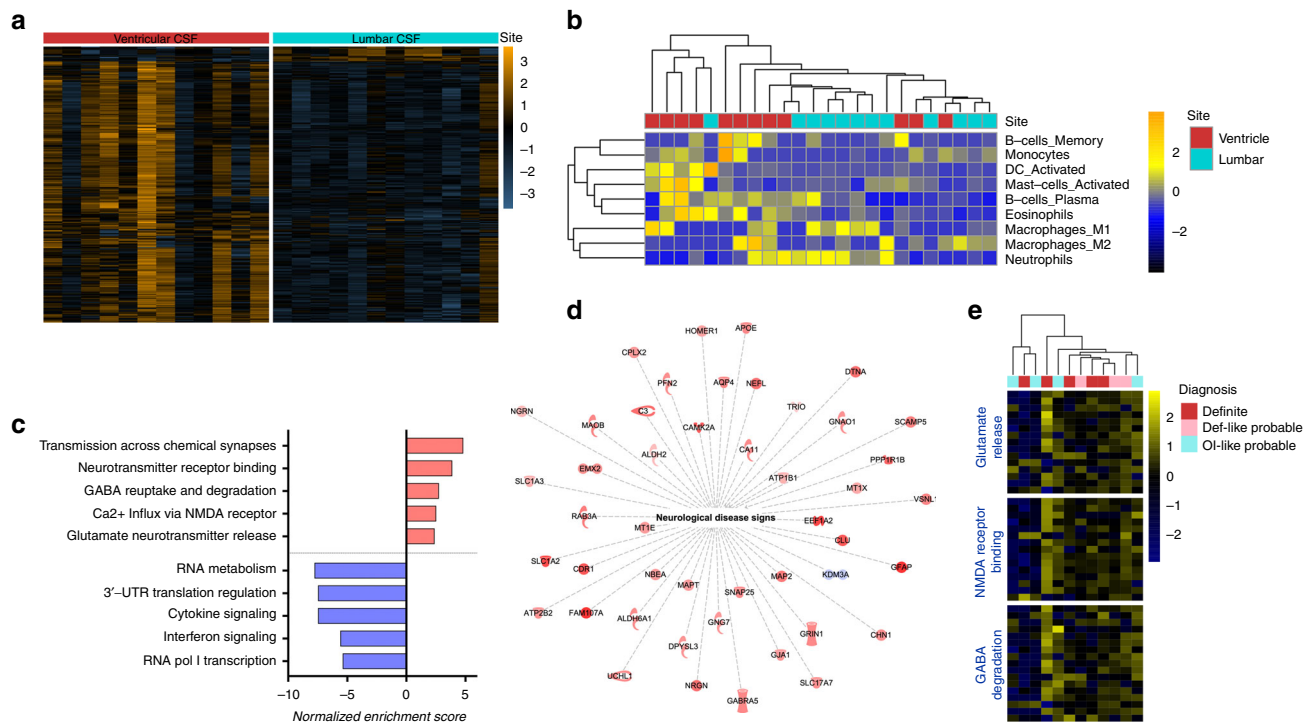 a
Ventricular CSF
Lumbar CSF
Site
3
2
1
0
−1
−2
−3
b
Site
B−cells_Memory
Monocytes
DC_Activated
Mast−cells_Activated
B−cells_Plasma
Eosinophils
Macrophages_M1
Macrophages_M2
Neutrophils
2
0
−2
Site
Ventricle
Lumbar
c
Transmission across chemical synapses
Neurotransmitter receptor binding
GABA reuptake and degradation
Ca2+ Influx via NMDA receptor
Glutamate neurotransmitter release
RNA metabolism
3′−UTR translation regulation
Cytokine signaling
Interferon signaling
RNA pol I transcription
−10 −5 0 5
Normalized enrichment score
d
HOMER1
APOE
CPLX2
DTNA
PFN2
AQP4
NEFL
NGRN
C3
TRIO
MAOB
CAMK2A
GNAO1
SCAMP5
ALDH2
CA11
EMX2
PPP1R1B
SLC1A3
ATP1B1
MT1X
VSNL1
RAB3A
Neurological disease signs
MT1E
EEF1A2
CLU
SLC1A2
CDR1
NBEA
MAPT
MAP2
KDM3A
GFAP
SNAP25
ATP2B2
FAM107A
ALDH6A1
GNG7
GRIN1
CHN1
DPYSL3
GJA1
UCHL1
NRGN
SLC17A7
GABRA5
e
Glutamate
release
NMDA receptor
binding
GABA
degradation
Diagnosis
Definite
Def-like probable
OI-like probable
2
1
0
−1
−2